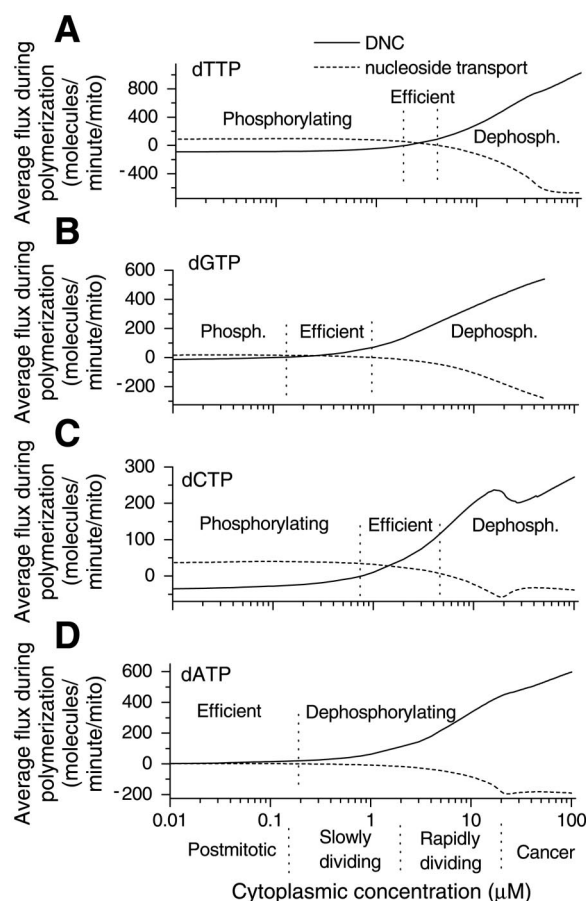 A
DNC
nucleoside transport
dTTP
Average flux during
polymerization
(molecules/
minute/mito)
800
400
0
-400
Phosphorylating
Efficient
Dephosph.
B
dGTP
Average flux during
polymerization
(molecules/
minute/mito)
600
400
200
0
-200
Phosph.
Efficient
Dephosph.
C
dCTP
Average flux during
polymerization
(molecules/
minute/mito)
300
200
100
0
Phosphorylating
Efficient
Dephosph.
D
dATP
Average flux during
polymerization
(molecules/
minute/mito)
600
400
200
0
-200
Efficient
Dephosphorylating
0.01 0.1 1 10 100
Postmitotic
Slowly
dividing
Rapidly
dividing
Cancer
Cytoplasmic concentration (μM)